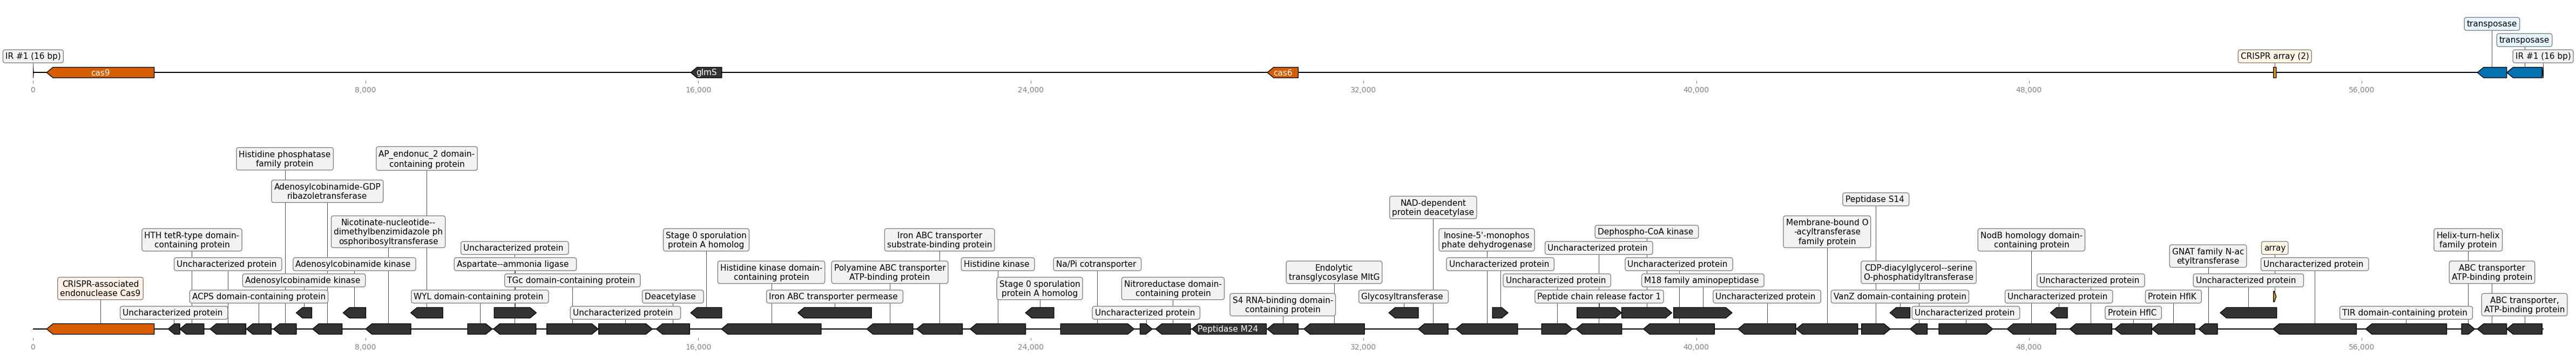 transposase
transposase
IR #1 (16 bp)
CRISPR array (2)
IR #1 (16 bp)
cas9
glmS
cas6
0
8,000
16,000
24,000
32,000
40,000
48,000
56,000
Histidine phosphatase
family protein
AP_endonuc_2 domain-
containing protein
Adenosylcobinamide-GDP
ribazoletransferase
Peptidase S14
NAD-dependent
protein deacetylase
Nicotinate-nucleotide--
dimethylbenzimidazole ph
osphoribosyltransferase
Membrane-bound O
-acyltransferase
family protein
Dephospho-CoA kinase
HTH tetR-type domain-
containing protein
Stage 0 sporulation
protein A homolog
Iron ABC transporter
substrate-binding protein
Inosine-5'-monophos
phate dehydrogenase
NodB homology domain-
containing protein
Helix-turn-helix
family protein
Uncharacterized protein
Uncharacterized protein
array
GNAT family N-ac
etyltransferase
Uncharacterized protein
Adenosylcobinamide kinase
Aspartate--ammonia ligase
Histidine kinase
Na/Pi cotransporter
Uncharacterized protein
Uncharacterized protein
Uncharacterized protein
Histidine kinase domain-
containing protein
Polyamine ABC transporter
ATP-binding protein
Endolytic
transglycosylase MltG
CDP-diacylglycerol--serine
O-phosphatidyltransferase
ABC transporter
ATP-binding protein
Adenosylcobinamide kinase
TGc domain-containing protein
Uncharacterized protein
M18 family aminopeptidase
Uncharacterized protein
Uncharacterized protein
CRISPR-associated
endonuclease Cas9
Stage 0 sporulation
protein A homolog
Nitroreductase domain-
containing protein
ACPS domain-containing protein
WYL domain-containing protein
Deacetylase
Iron ABC transporter permease
S4 RNA-binding domain-
containing protein
Glycosyltransferase
Peptide chain release factor 1
Uncharacterized protein
VanZ domain-containing protein
Uncharacterized protein
Protein HflK
ABC transporter,
ATP-binding protein
Uncharacterized protein
Uncharacterized protein
Uncharacterized protein
Uncharacterized protein
Protein HflC
TIR domain-containing protein
Peptidase M24
0
8,000
16,000
24,000
32,000
40,000
48,000
56,000